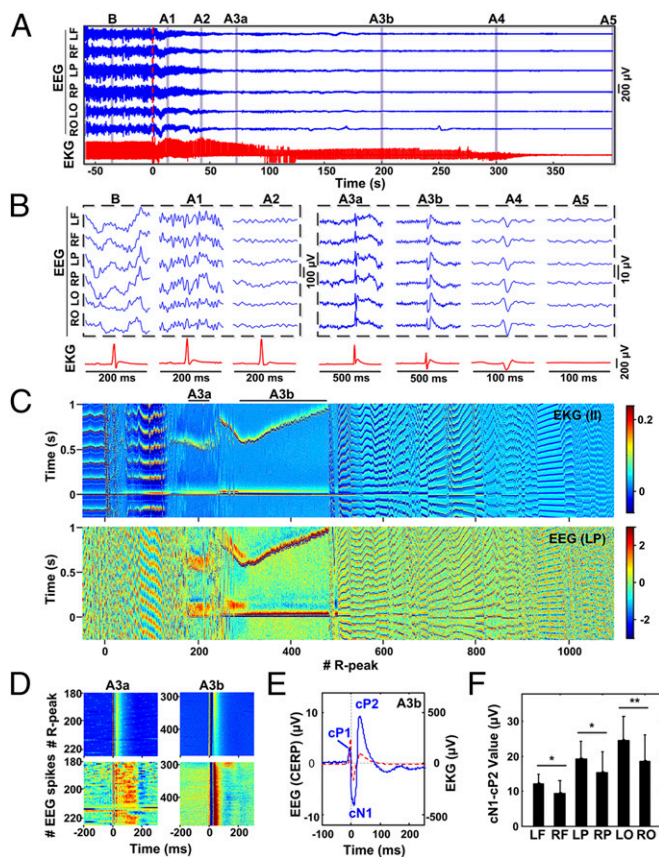 A
B A1 A2 A3a A3b A4 A5
EEG
LF
RF
LP
RP
LO
RO
EKG
200 µV
-50 0 50 100 150 200 250 300 350
Time (s)
B
B A1 A2 A3a A3b A4 A5
EEG
LF
RF
LP
RP
LO
RO
100 µV
10 µV
EKG
200 µV
200 ms 200 ms 200 ms 500 ms 500 ms 100 ms 100 ms
C
A3a A3b
EKG (II)
Time (s)
1
0.5
0
0.2
0.1
0
EEG (LP)
Time (s)
1
0.5
0
2
0
-2
0 200 400 600 800 1000
# R-peak
D
A3a A3b
# R-peak
180
200
220
300
400
# EEG spikes
180
200
220
300
400
-200 0 200 -200 0 200
Time (ms)
E
A3b
cP1
cP2
cN1
EEG (CERP) (µV)
10
0
-10
EKG (µV)
500
0
-500
-100 0 100 200
Time (ms)
F
cN1-cP2 Value (µV)
40
30
20
10
0
* * **
LF RF LP RP LO RO